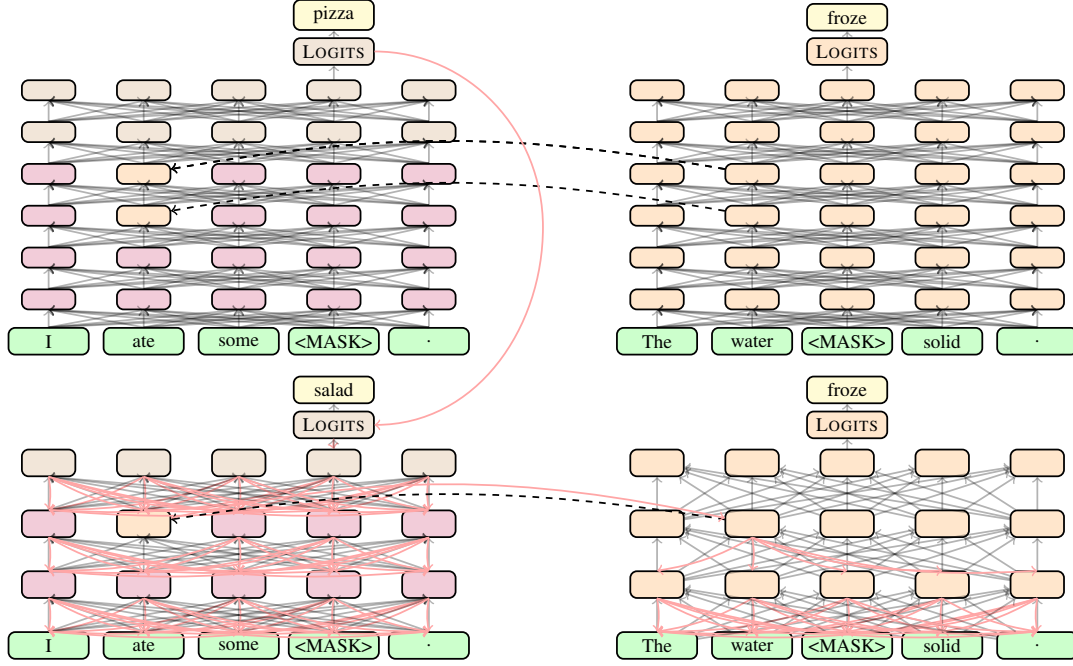 pizza froze
LOGITS LOGITS
I ate some <MASK> . The water <MASK> solid .
salad froze
LOGITS LOGITS
I ate some <MASK> . The water <MASK> solid .